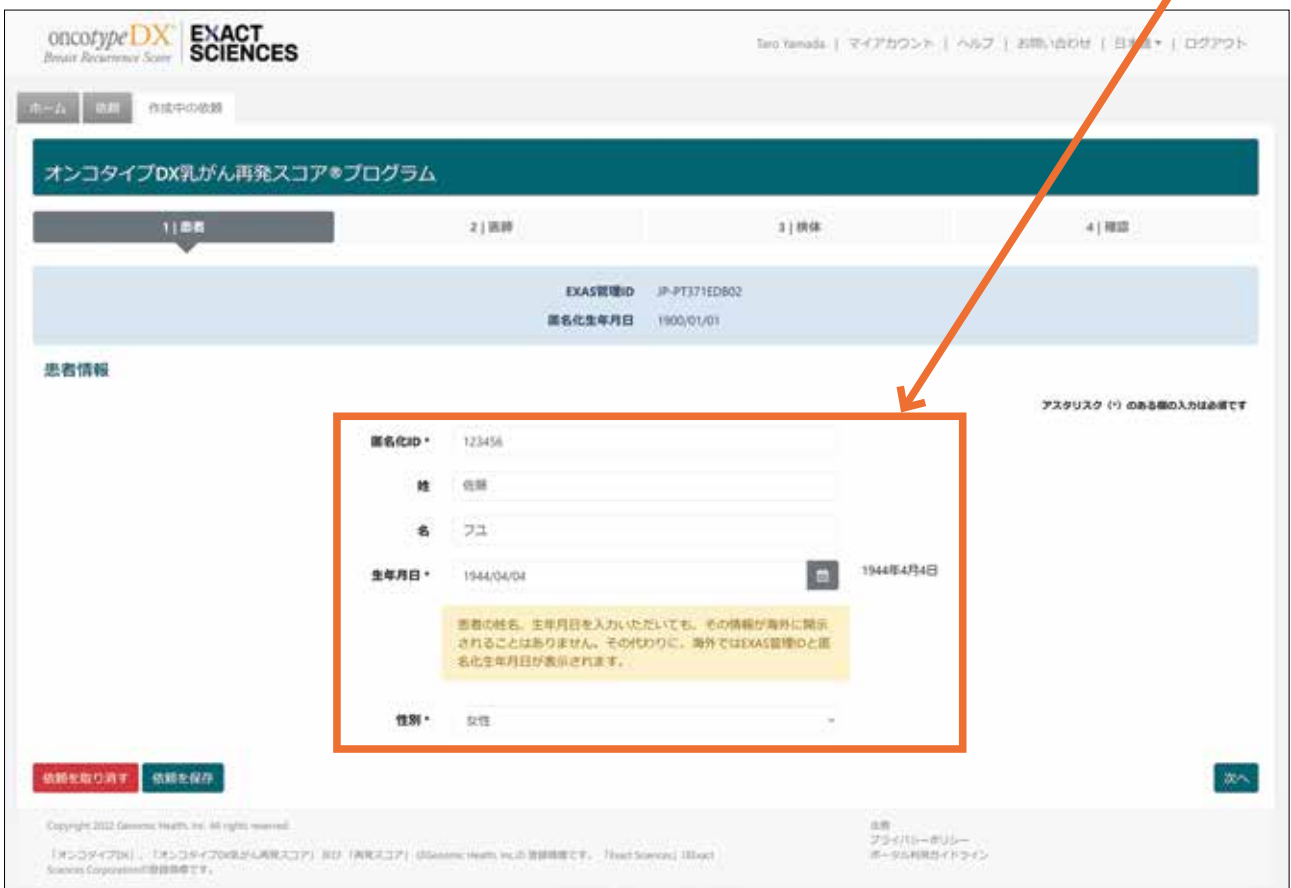 oncotype DX
Breast Recurrence Score
EXACT
SCIENCES
Taro Yamada | マイアカウント | ヘルプ | お問い合わせ | 日本語 | ログアウト
ホーム
依頼
作成中の依頼
オンコタイプDX乳がん再発スコア®プログラム
1 | 患者
2 | 医師
3 | 検体
4 | 確認
EXAS管理ID JP-PT371EDB02
匿名化生年月日 1900/01/01
患者情報
アスタリスク (*) のある欄の入力は必須です
匿名化ID * 123456
姓
名 フユ
生年月日 * 1944/04/04 1944年4月4日
患者の姓名、生年月日を入力いただいても、その情報が海外に開示
されることはありません。その代わりに、海外ではEXAS管理IDと匿
名化生年月日が表示されます。
性別 * 女性
依頼を取り消す
依頼を保存
次へ
Copyright 2022 Genomic Health, Inc. All rights reserved.
「オンコタイプDX」、「オンコタイプDX乳がん再発スコア」 及び 「再発スコア」 はGenomic Health, Inc.の 登録商標です。 「Exact Sciences」はExact
Sciences Corporationの登録商標です。
プライバシーポリシー
ポータル利用ガイドライン